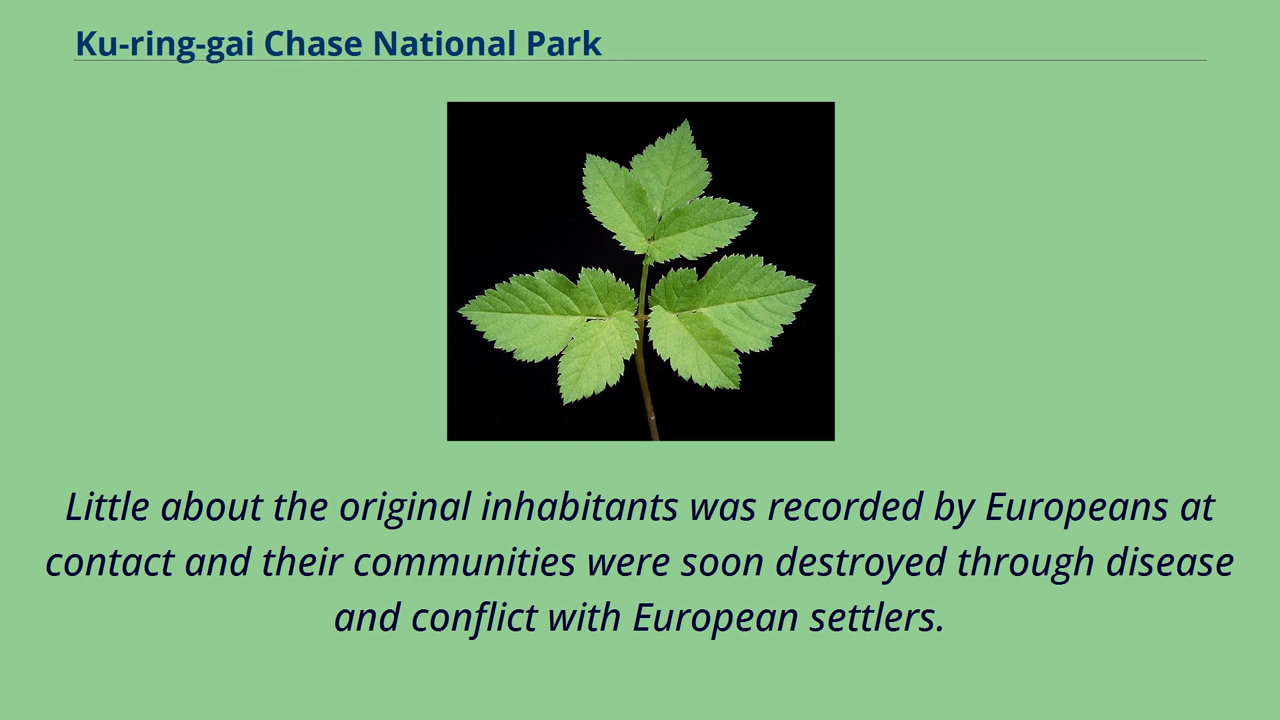 Ku-ring-gai Chase National Park
Little about the original inhabitants was recorded by Europeans at
contact and their communities were soon destroyed through disease
and conflict with European settlers.